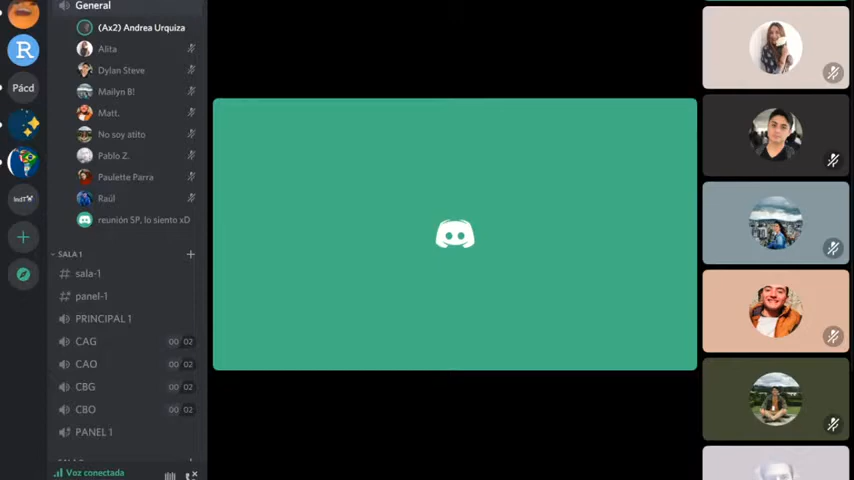 General
(Ax2) Andrea Urquiza
Alita
Dylan Steve
R
Mailyn B!
Pácd
Matt.
No soy atito
Pablo Z.
Paulette Parra
Raúl
reunión SP, lo siento xD
SALA 1
sala-1
panel-1
PRINCIPAL 1
CAG 00 02
CAO 00 02
CBG 00 02
CBO 00 02
PANEL 1
Voz conectada